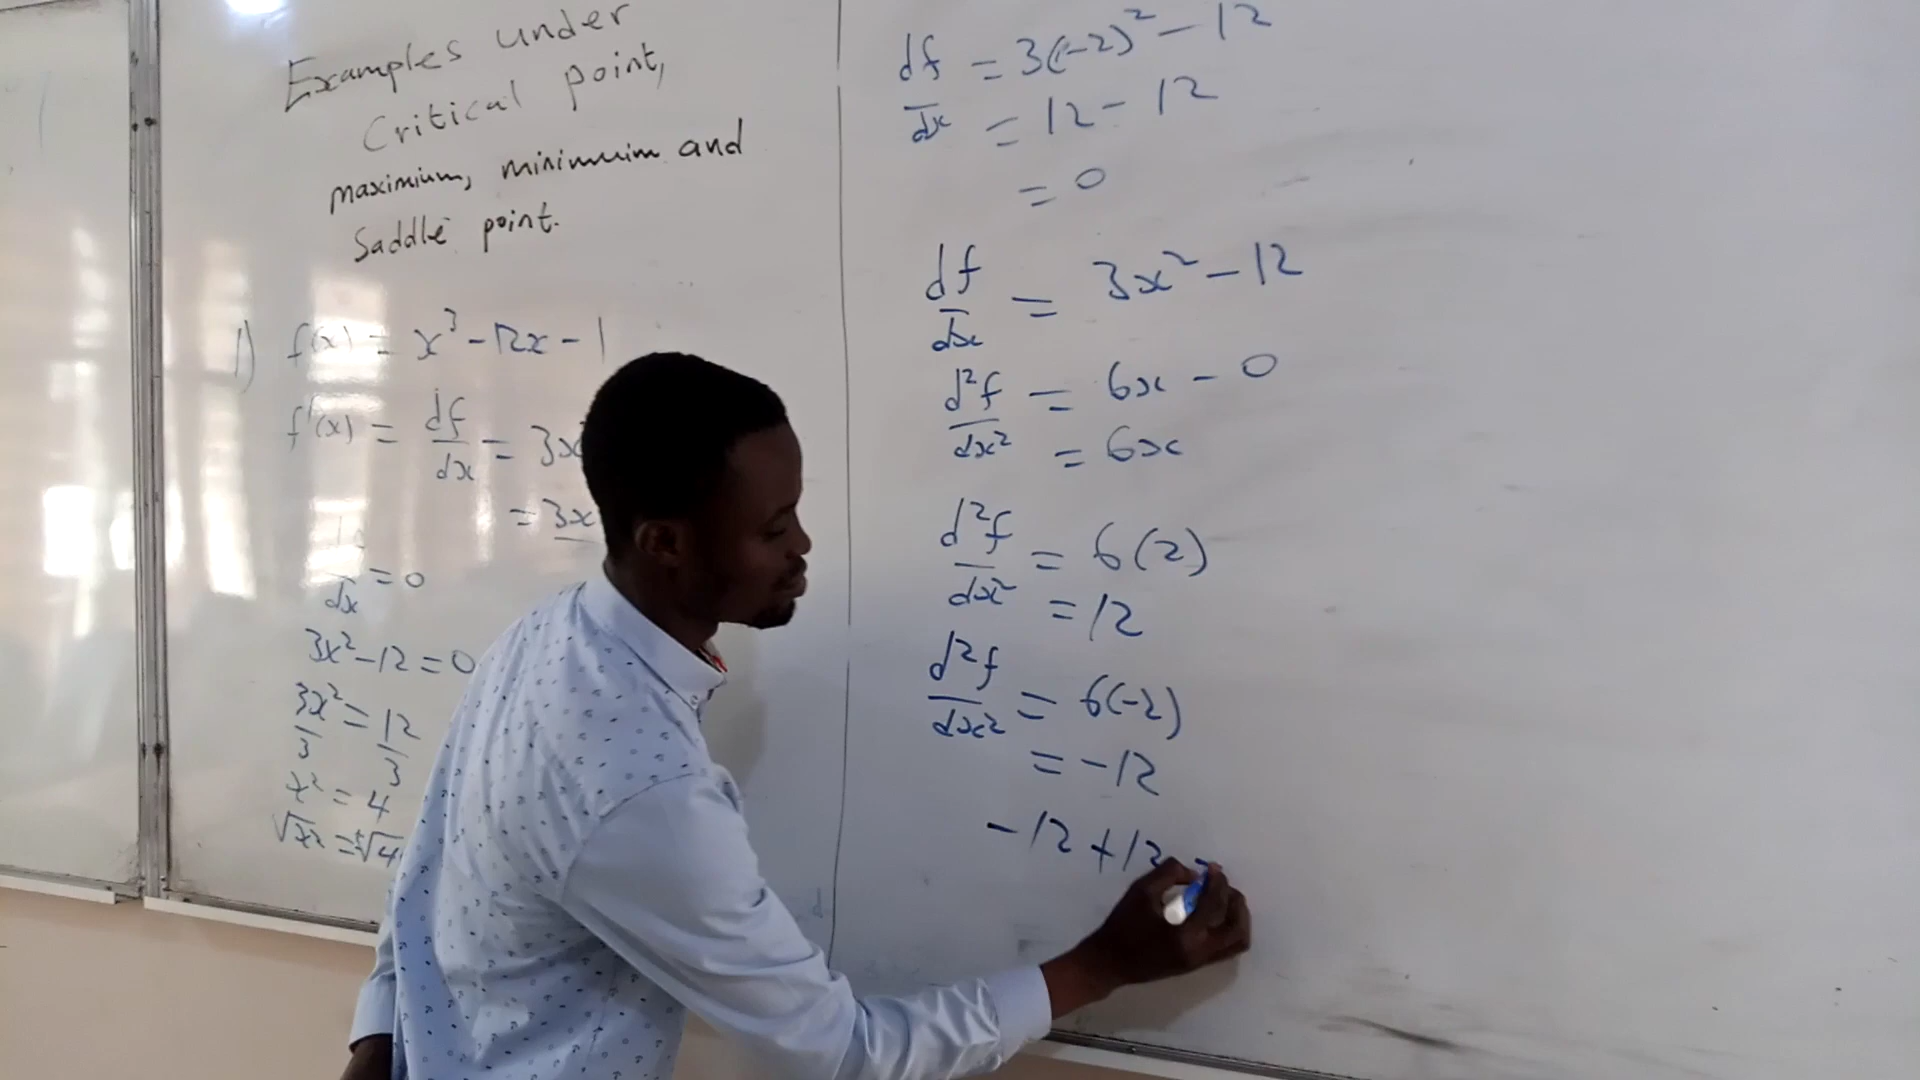 Examples under
Critical point,
maximium, minimuim and
Saddle point.
1) f(x) = x³ - 12x - 1
f'(x) = df/dx = 3x
= 3x
dx = 0
3x² - 12 = 0
3x²/3 = 12/3
x² = 4
√x² = ±√4
df/dx = 3(-2)² - 12
= 12 - 12
= 0
df/dx = 3x² - 12
d²f/dx² = 6x - 0
= 6x
d²f/dx² = 6(2)
= 12
d²f/dx² = 6(-2)
= -12
-12 + 12